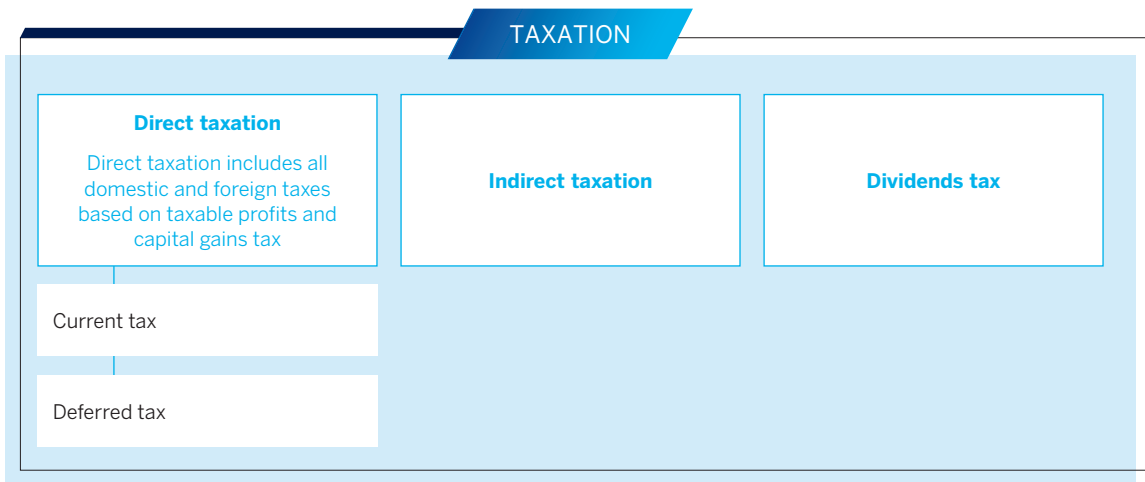 TAXATION
Direct taxation
Direct taxation includes all
domestic and foreign taxes
based on taxable profits and
capital gains tax
Indirect taxation
Dividends tax
Current tax
Deferred tax